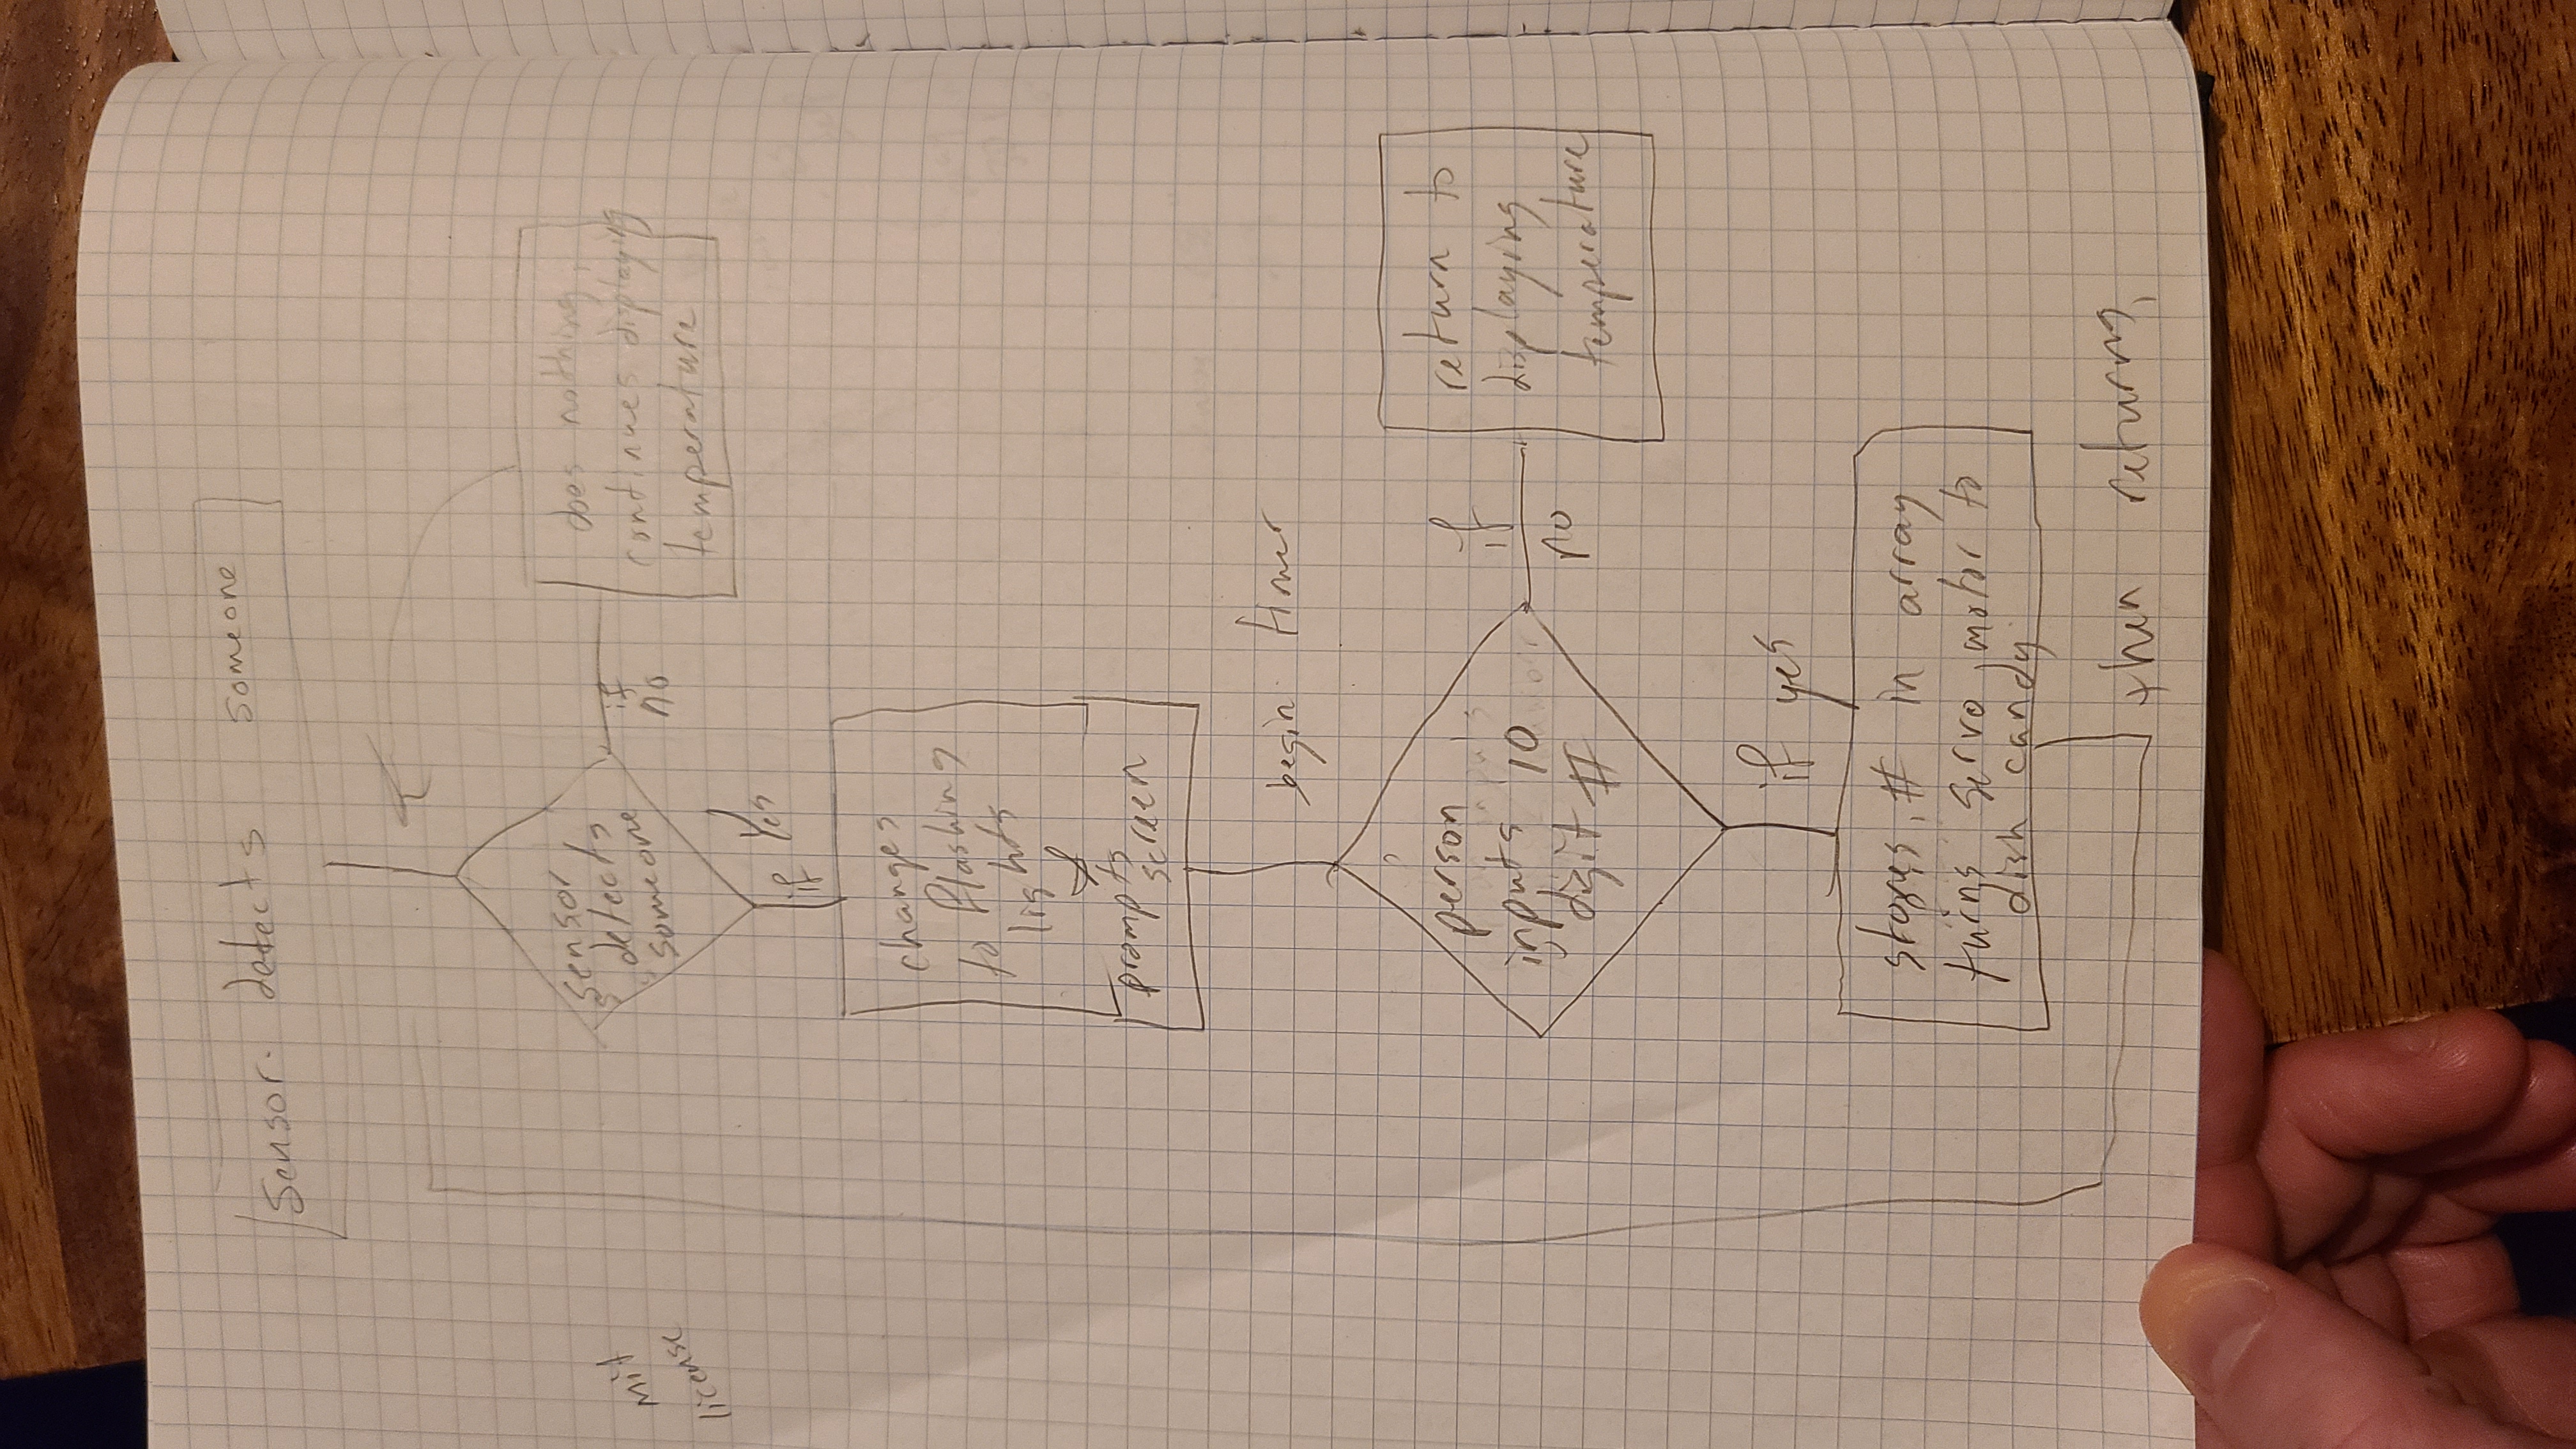 Sensor. detects someone
sensor
detects
someone
if
no
does nothing,
continues displaying
temperature
mit
license
if Yes
changes
to flashing
lights
&
prompts
screen
begin timer
person
inputs 10
digit #
if
no
return to
displaying
temperature
if yes
stores # in array
turns servo motor to
dish candy
then returns